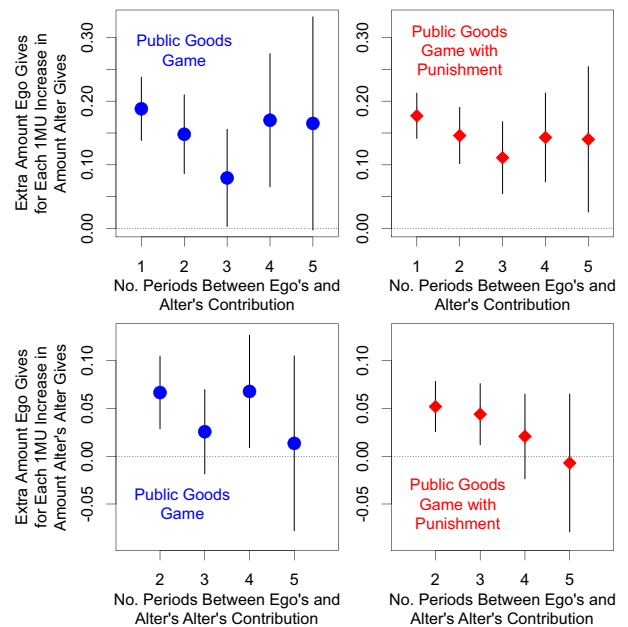 Extra Amount Ego Gives
for Each 1MU Increase in
Amount Alter Gives
0.00
0.10
0.20
0.30
Public Goods
Game
1 2 3 4 5
No. Periods Between Ego's and
Alter's Contribution
0.00
0.10
0.20
0.30
Public Goods
Game with
Punishment
1 2 3 4 5
No. Periods Between Ego's and
Alter's Contribution
Extra Amount Ego Gives
for Each 1MU Increase in
Amount Alter's Alter Gives
-0.05
0.00
0.05
0.10
Public Goods
Game
2 3 4 5
No. Periods Between Ego's and
Alter's Alter's Contribution
-0.05
0.00
0.05
0.10
Public Goods
Game with
Punishment
2 3 4 5
No. Periods Between Ego's and
Alter's Alter's Contribution